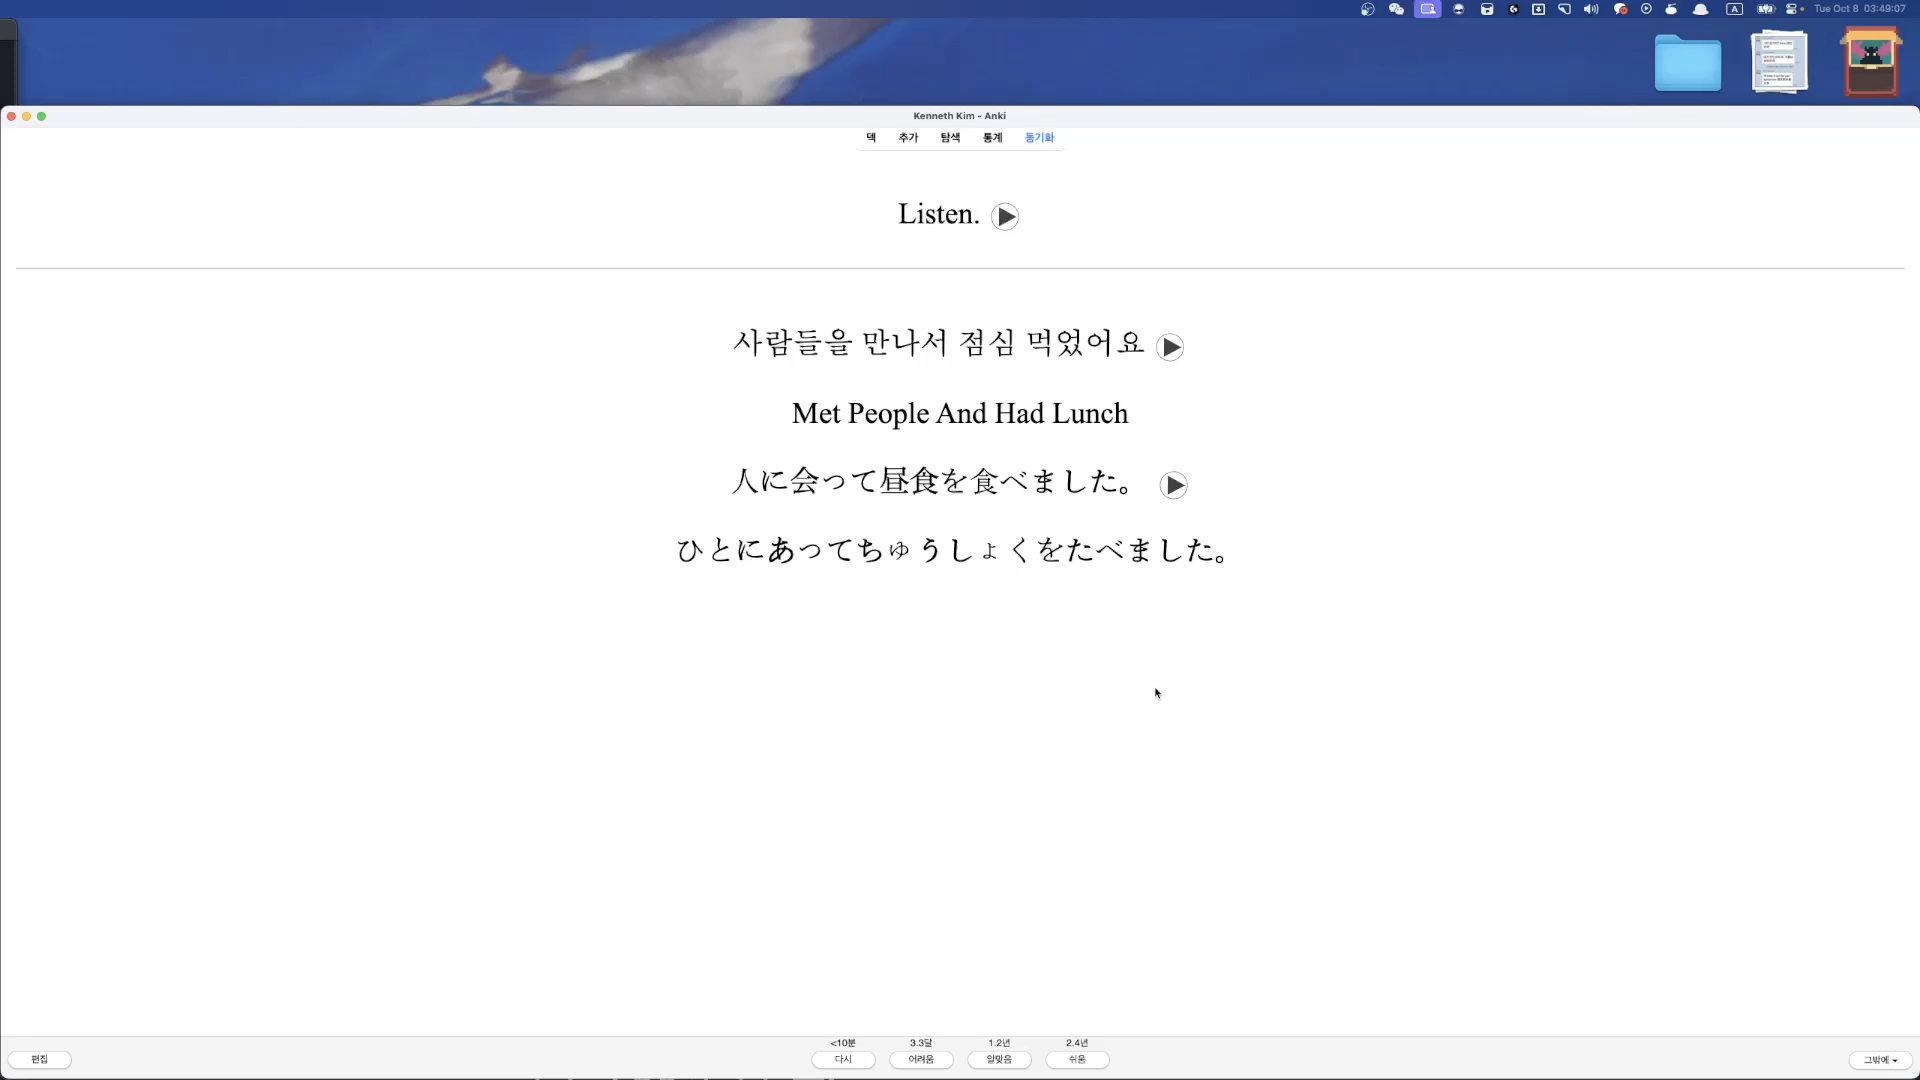 A
Tue Oct 8 03:49:07
Kenneth Kim - Anki
덱 추가 탐색 통계 동기화
Listen.
사람들을 만나서 점심 먹었어요
Met People And Had Lunch
人に会って昼食を食べました。
ひとにあってちゅうしょくをたべました。
<10분 3.3달 1.2년 2.4년
편집 다시 어려움 알맞음 쉬움 그밖에